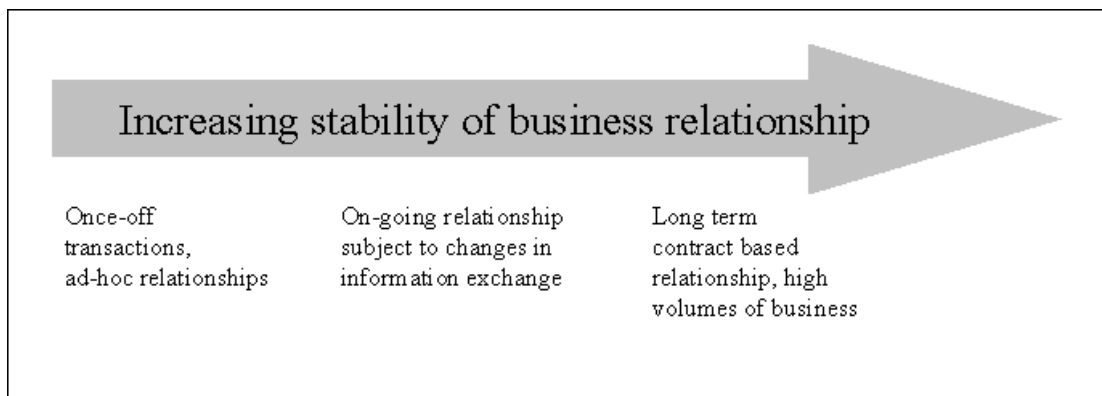 Increasing stability of business relationship
Once-off
transactions,
ad-hoc relationships
On-going relationship
subject to changes in
information exchange
Long term
contract based
relationship, high
volumes of business